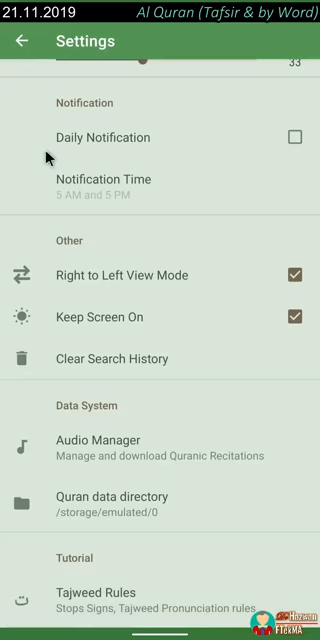 21.11.2019 Al Quran (Tafsir & by Word)
Settings
33
Notification
Daily Notification
Notification Time
5 AM and 5 PM
Other
Right to Left View Mode
Keep Screen On
Clear Search History
Data System
Audio Manager
Manage and download Quranic Recitations
Quran data directory
/storage/emulated/0
Tutorial
Tajweed Rules
ت
Stops Signs, Tajweed Pronunciation rules
FTekMA